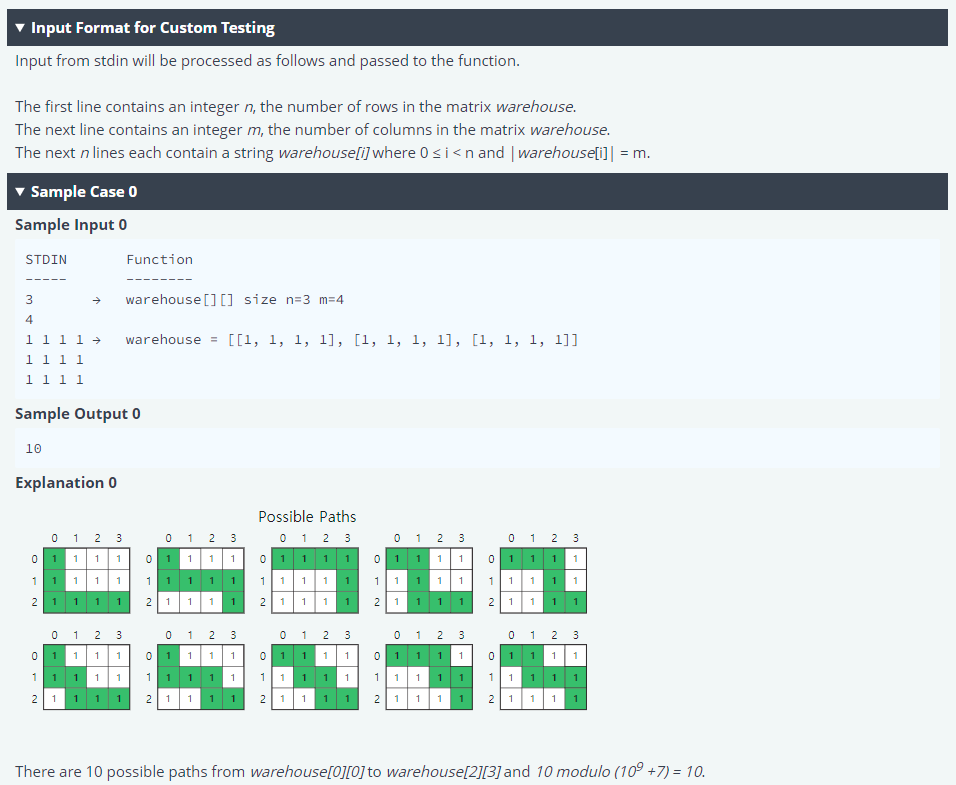 ▼ Input Format for Custom Testing
Input from stdin will be processed as follows and passed to the function.
The first line contains an integer n, the number of rows in the matrix warehouse.
The next line contains an integer m, the number of columns in the matrix warehouse.
The next n lines each contain a string warehouse[i] where 0 ≤ i < n and |warehouse[i]| = m.
▼ Sample Case 0
Sample Input 0
STDIN Function
----- --------
3 → warehouse[][] size n=3 m=4
4
1 1 1 1 → warehouse = [[1, 1, 1, 1], [1, 1, 1, 1], [1, 1, 1, 1]]
1 1 1 1
1 1 1 1
Sample Output 0
10
Explanation 0
Possible Paths
0 1 2 3 0 1 2 3 0 1 2 3 0 1 2 3 0 1 2 3
0 1 1 1 1 0 1 1 1 1 0 1 1 1 1 0 1 1 1 1 0 1 1 1 1
1 1 1 1 1 1 1 1 1 1 1 1 1 1 1 1 1 1 1 1 1 1 1 1 1
2 1 1 1 1 2 1 1 1 1 2 1 1 1 1 2 1 1 1 1 2 1 1 1 1
0 1 2 3 0 1 2 3 0 1 2 3 0 1 2 3 0 1 2 3
0 1 1 1 1 0 1 1 1 1 0 1 1 1 1 0 1 1 1 1 0 1 1 1 1
1 1 1 1 1 1 1 1 1 1 1 1 1 1 1 1 1 1 1 1 1 1 1 1 1
2 1 1 1 1 2 1 1 1 1 2 1 1 1 1 2 1 1 1 1 2 1 1 1 1
There are 10 possible paths from warehouse[0][0] to warehouse[2][3] and 10 modulo (10⁹ +7) = 10.